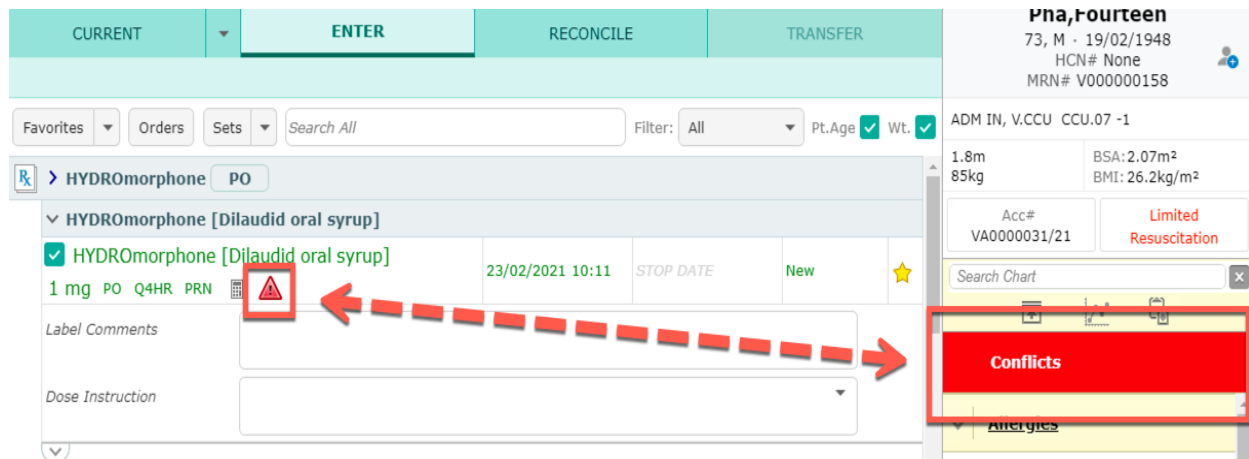 CURRENT
ENTER
RECONCILE
TRANSFER
Favorites
Orders
Sets
Search All
Filter: All
Pt.Age
Wt.
Rx
HYDROmorphone PO
HYDROmorphone [Dilaudid oral syrup]
HYDROmorphone [Dilaudid oral syrup]
1 mg PO Q4HR PRN
23/02/2021 10:11
STOP DATE
New
Label Comments
Dose Instruction
Pha,Fourteen
73, M · 19/02/1948
HCN# None
MRN# V000000158
ADM IN, V.CCU CCU.07 -1
1.8m
85kg
BSA: 2.07m²
BMI: 26.2kg/m²
Acc#
VA0000031/21
Limited
Resuscitation
Search Chart
Conflicts
Allergies